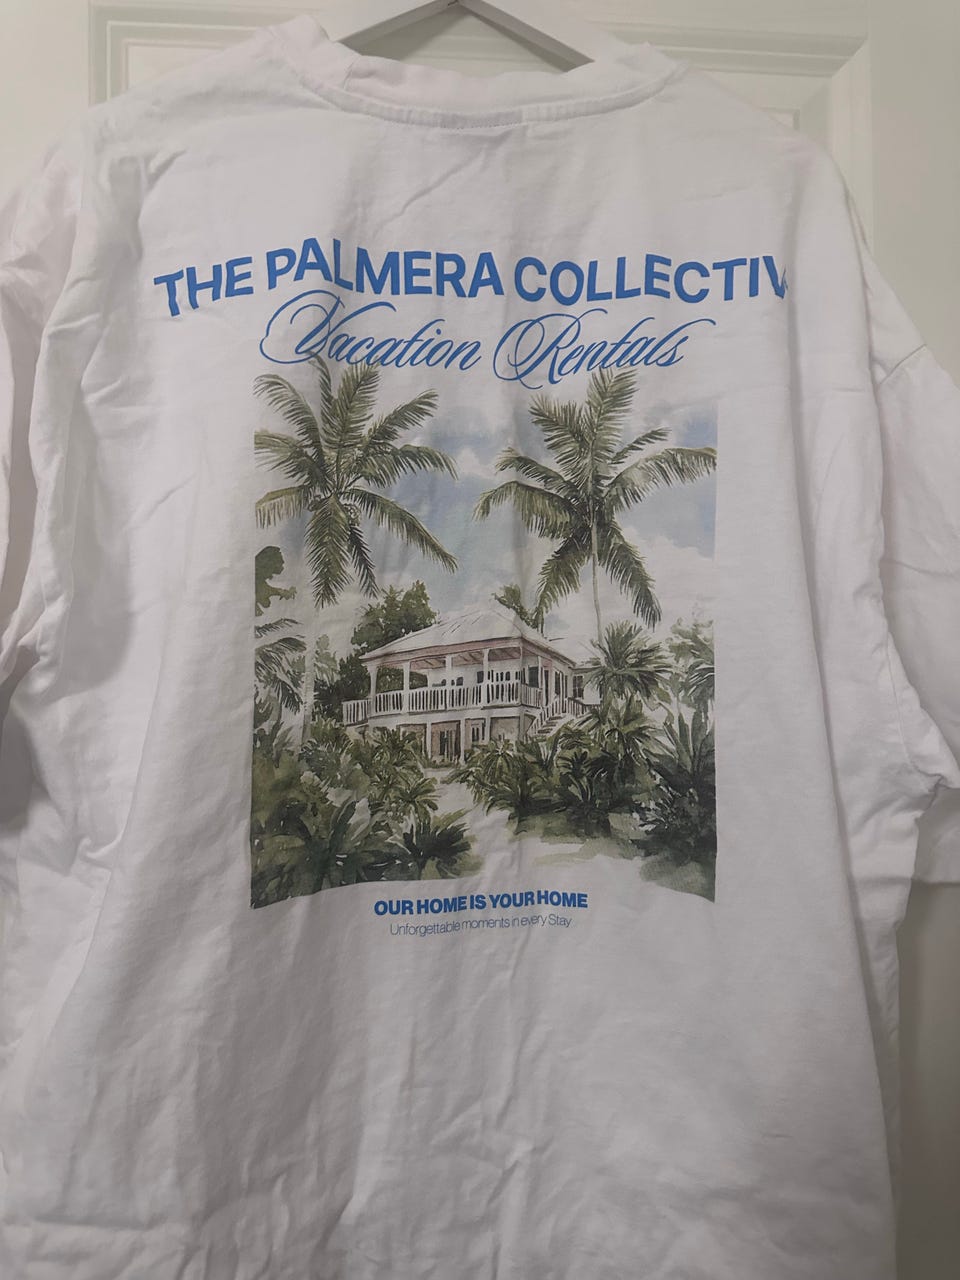 THE PALMERA COLLECTIV
Vacation Rentals
OUR HOME IS YOUR HOME
Unforgettable moments in every Stay